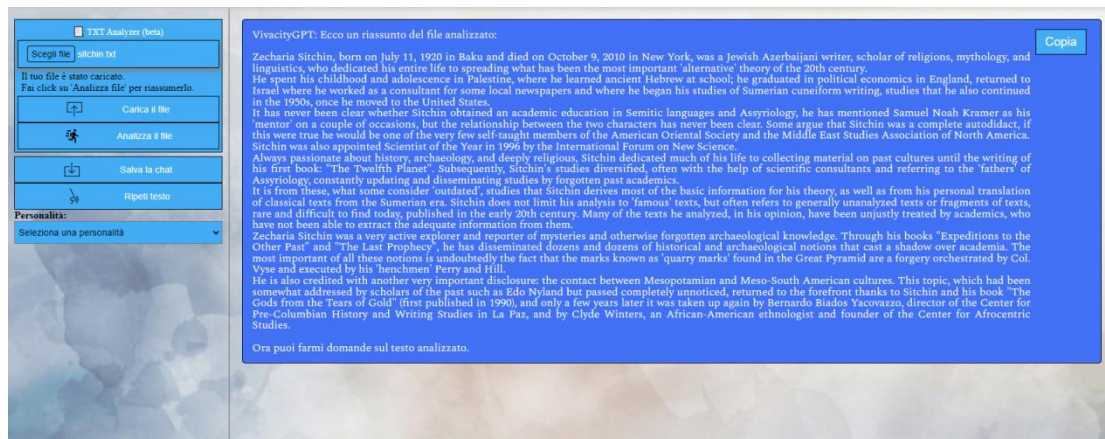 TXT Analyzer (beta)
Scegli file sitchin.txt
Il tuo file è stato caricato.
Fai click su 'Analizza file' per riassumerlo.
Carica il file
Analizza il file
Salva la chat
Ripeti testo
Personalità:
Seleziona una personalità
VivacityGPT: Ecco un riassunto del file analizzato:
Copia
Zecharia Sitchin, born on July 11, 1920 in Baku and died on October 9, 2010 in New York, was a Jewish Azerbaijani writer, scholar of religions, mythology, and
linguistics, who dedicated his entire life to spreading what has been the most important 'alternative' theory of the 20th century.
He spent his childhood and adolescence in Palestine, where he learned ancient Hebrew at school; he graduated in political economics in England, returned to
Israel where he worked as a consultant for some local newspapers and where he began his studies of Sumerian cuneiform writing, studies that he also continued
in the 1950s, once he moved to the United States.
It has never been clear whether Sitchin obtained an academic education in Semitic languages and Assyriology, he has mentioned Samuel Noah Kramer as his
'mentor' on a couple of occasions, but the relationship between the two characters has never been clear. Some argue that Sitchin was a complete autodidact, if
this were true he would be one of the very few self-taught members of the American Oriental Society and the Middle East Studies Association of North America.
Sitchin was also appointed Scientist of the Year in 1996 by the International Forum on New Science.
Always passionate about history, archaeology, and deeply religious, Sitchin dedicated much of his life to collecting material on past cultures until the writing of
his first book: "The Twelfth Planet". Subsequently, Sitchin's studies diversified, often with the help of scientific consultants and referring to the 'fathers' of
Assyriology, constantly updating and disseminating studies by forgotten past academics.
It is from these, what some consider 'outdated', studies that Sitchin derives most of the basic information for his theory, as well as from his personal translation
of classical texts from the Sumerian era. Sitchin does not limit his analysis to 'famous' texts, but often refers to generally unanalyzed texts or fragments of texts,
rare and difficult to find today, published in the early 20th century. Many of the texts he analyzed, in his opinion, have been unjustly treated by academics, who
have not been able to extract the adequate information from them.
Zecharia Sitchin was a very active explorer and reporter of mysteries and otherwise forgotten archaeological knowledge. Through his books "Expeditions to the
Other Past" and "The Last Prophecy", he has disseminated dozens and dozens of historical and archaeological notions that cast a shadow over academia. The
most important of all these notions is undoubtedly the fact that the marks known as 'quarry marks' found in the Great Pyramid are a forgery orchestrated by Col.
Vyse and executed by his 'henchmen' Perry and Hill.
He is also credited with another very important disclosure: the contact between Mesopotamian and Meso-South American cultures. This topic, which had been
somewhat addressed by scholars of the past such as Edo Nyland but passed completely unnoticed, returned to the forefront thanks to Sitchin and his book "The
Gods from the Tears of Gold" (first published in 1990), and only a few years later it was taken up again by Bernardo Biados Yacovazzo, director of the Center for
Pre-Columbian History and Writing Studies in La Paz, and by Clyde Winters, an African-American ethnologist and founder of the Center for Afrocentric
Studies.
Ora puoi farmi domande sul testo analizzato.